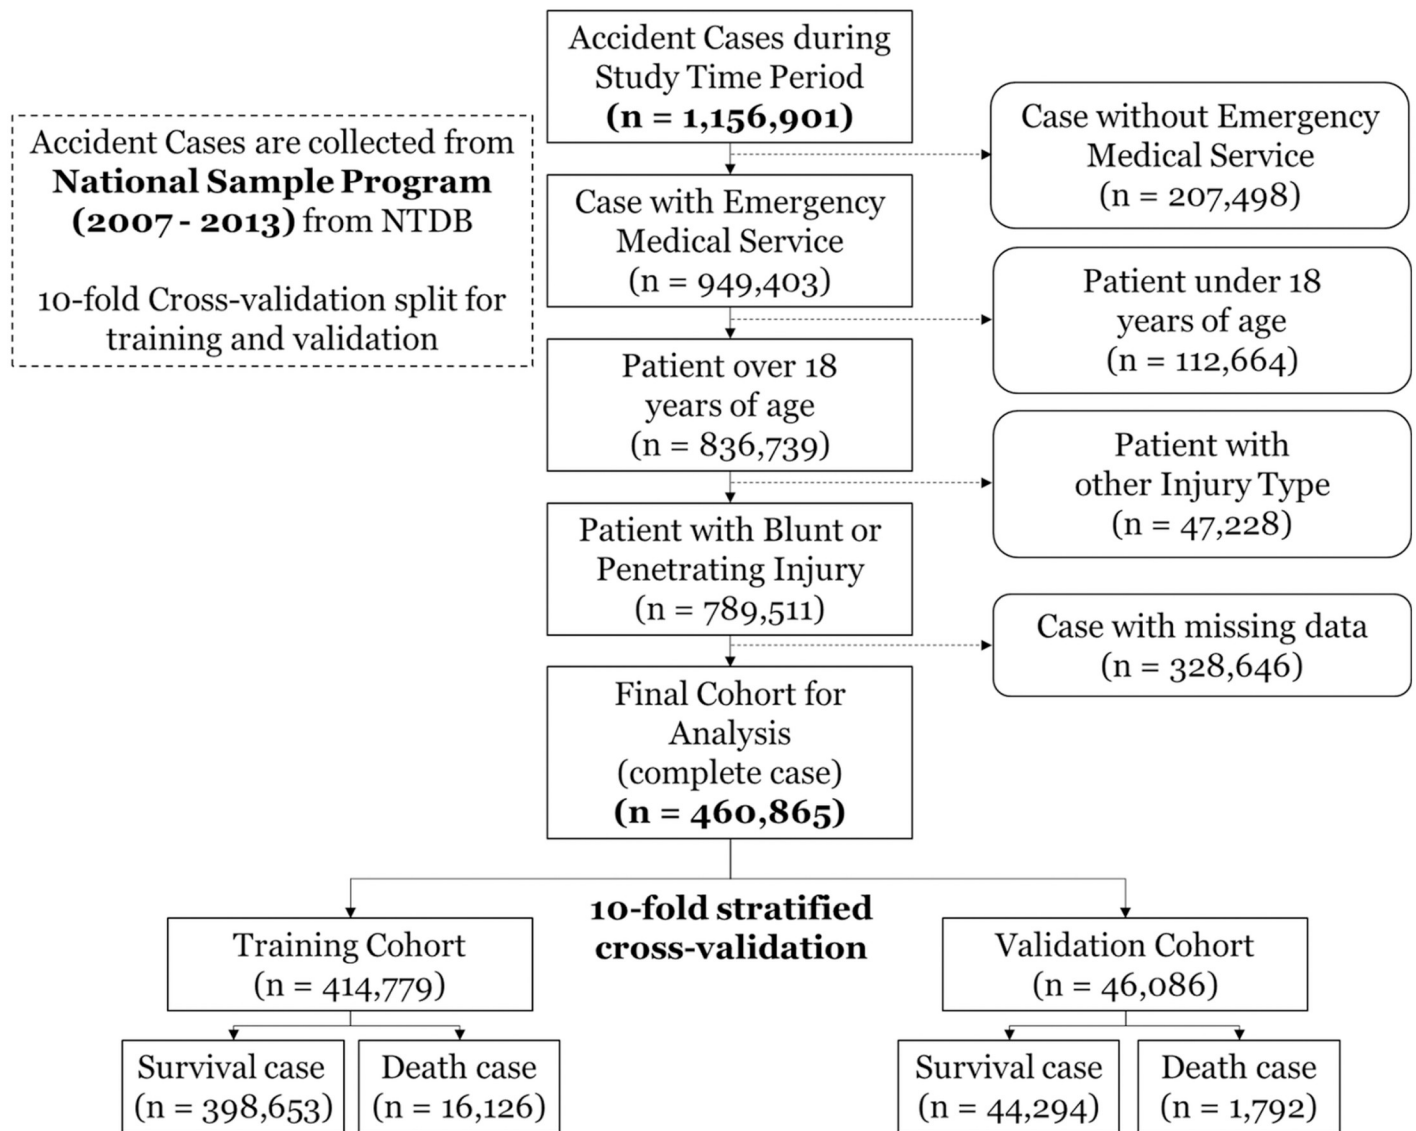 Accident Cases during
Study Time Period
(n = 1,156,901)
Accident Cases are collected from
National Sample Program
(2007 - 2013) from NTDB
10-fold Cross-validation split for
training and validation
Case without Emergency
Medical Service
(n = 207,498)
Case with Emergency
Medical Service
(n = 949,403)
Patient under 18
years of age
(n = 112,664)
Patient over 18
years of age
(n = 836,739)
Patient with
other Injury Type
(n = 47,228)
Patient with Blunt or
Penetrating Injury
(n = 789,511)
Case with missing data
(n = 328,646)
Final Cohort for
Analysis
(complete case)
(n = 460,865)
10-fold stratified
cross-validation
Training Cohort
(n = 414,779)
Validation Cohort
(n = 46,086)
Survival case
(n = 398,653)
Death case
(n = 16,126)
Survival case
(n = 44,294)
Death case
(n = 1,792)